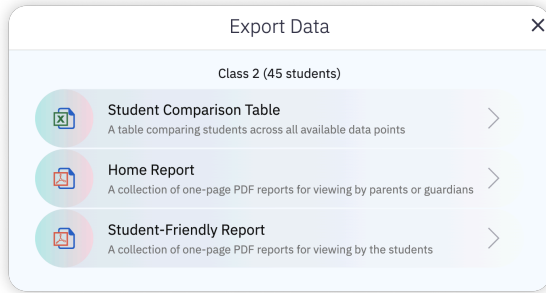 Export Data
Class 2 (45 students)
Student Comparison Table
A table comparing students across all available data points
Home Report
A collection of one-page PDF reports for viewing by parents or guardians
Student-Friendly Report
A collection of one-page PDF reports for viewing by the students